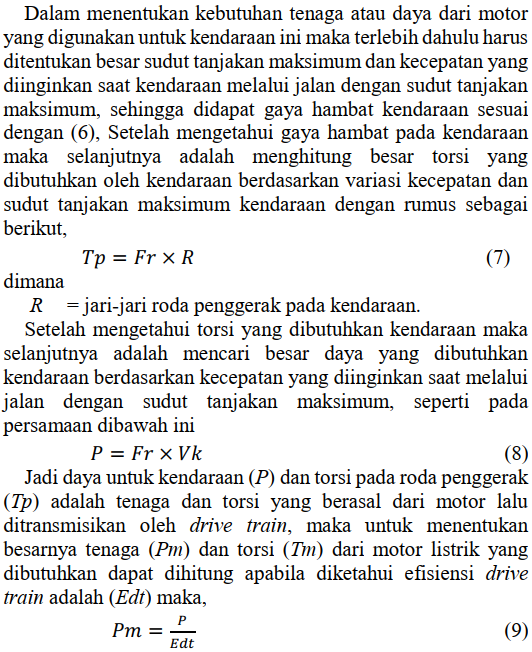 Dalam menentukan kebutuhan tenaga atau daya dari motor
yang digunakan untuk kendaraan ini maka terlebih dahulu harus
ditentukan besar sudut tanjakan maksimum dan kecepatan yang
diinginkan saat kendaraan melalui jalan dengan sudut tanjakan
maksimum, sehingga didapat gaya hambat kendaraan sesuai
dengan (6), Setelah mengetahui gaya hambat pada kendaraan
maka selanjutnya adalah menghitung besar torsi yang
dibutuhkan oleh kendaraan berdasarkan variasi kecepatan dan
sudut tanjakan maksimum kendaraan dengan rumus sebagai
berikut,
Tp = Fr × R (7)
dimana
R = jari-jari roda penggerak pada kendaraan.
Setelah mengetahui torsi yang dibutuhkan kendaraan maka
selanjutnya adalah mencari besar daya yang dibutuhkan
kendaraan berdasarkan kecepatan yang diinginkan saat melalui
jalan dengan sudut tanjakan maksimum, seperti pada
persamaan dibawah ini
P = Fr × Vk (8)
Jadi daya untuk kendaraan (P) dan torsi pada roda penggerak
(Tp) adalah tenaga dan torsi yang berasal dari motor lalu
ditransmisikan oleh drive train, maka untuk menentukan
besarnya tenaga (Pm) dan torsi (Tm) dari motor listrik yang
dibutuhkan dapat dihitung apabila diketahui efisiensi drive
train adalah (Edt) maka,
Pm = P/Edt (9)